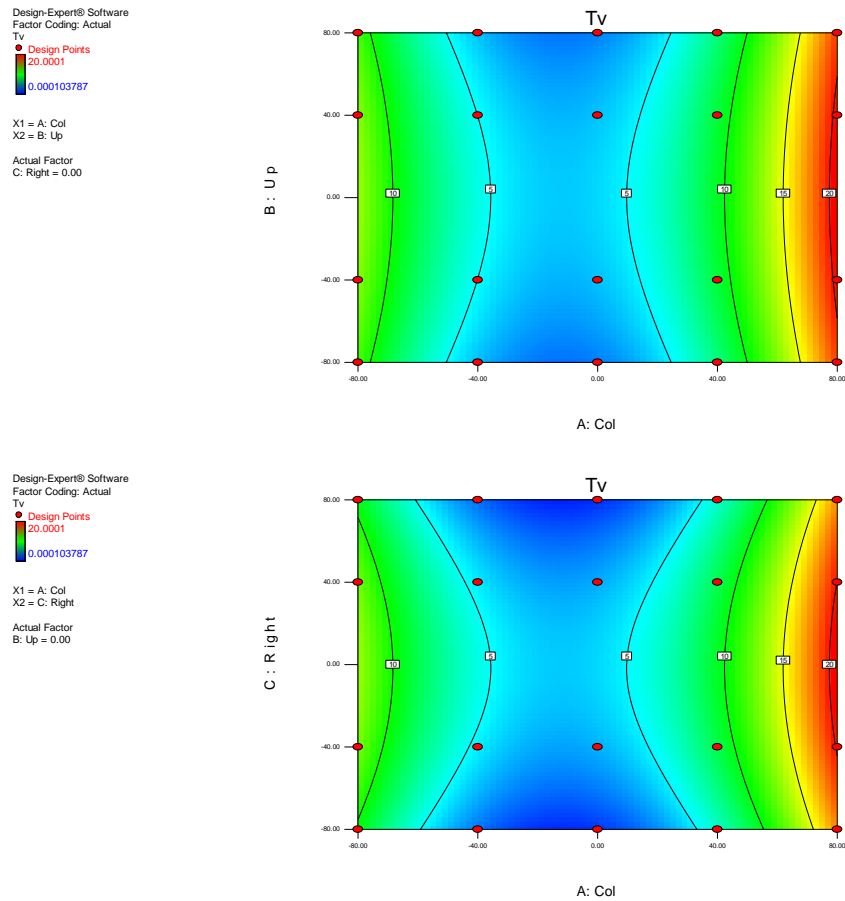 Design-Expert® Software
Factor Coding: Actual
Tv
Design Points
20.0001
0.000103787
X1 = A: Col
X2 = B: Up
Actual Factor
C: Right = 0.00
Tv
B: Up
80.00
40.00
0.00
-40.00
-80.00
10
5
5
10
15
20
-80.00 -40.00 0.00 40.00 80.00
A: Col
Design-Expert® Software
Factor Coding: Actual
Tv
Design Points
20.0001
0.000103787
X1 = A: Col
X2 = C: Right
Actual Factor
B: Up = 0.00
Tv
C: Right
80.00
40.00
0.00
-40.00
-80.00
10
5
5
10
15
20
-80.00 -40.00 0.00 40.00 80.00
A: Col